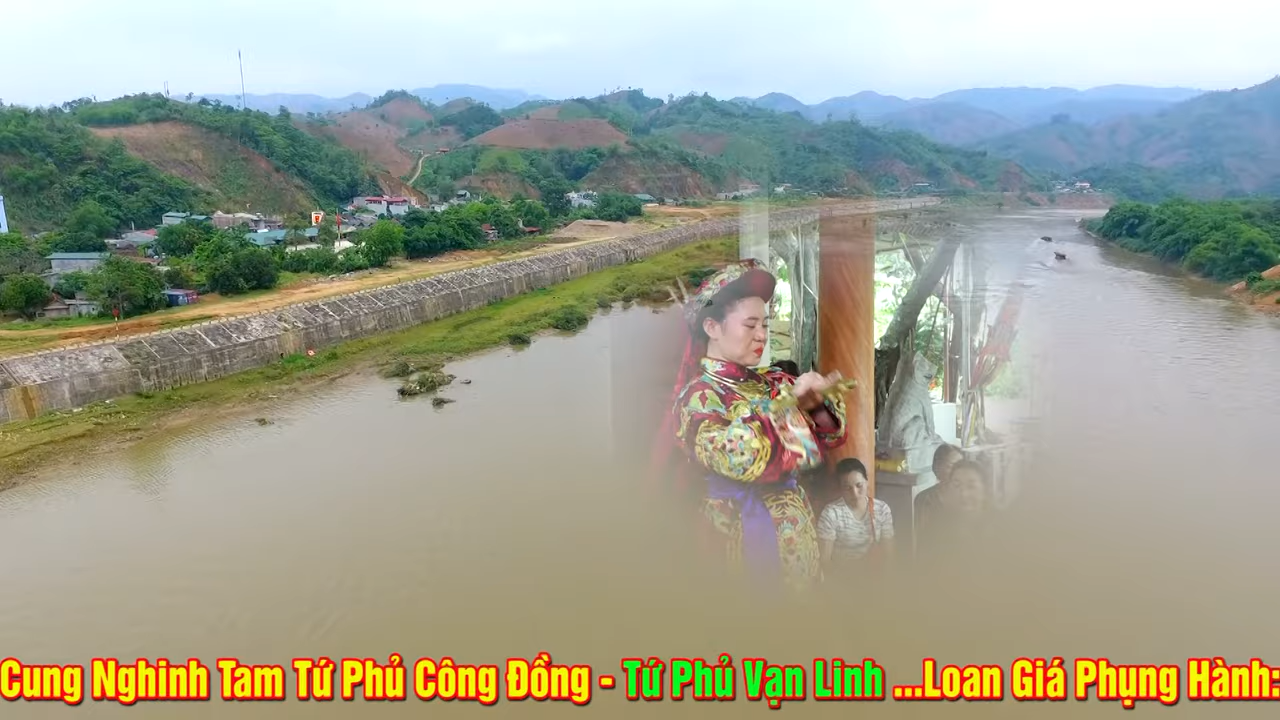 Cung Nghinh Tam Tứ Phủ Công Đồng - Tứ Phủ Vạn Linh ...Loan Giá Phụng Hành: